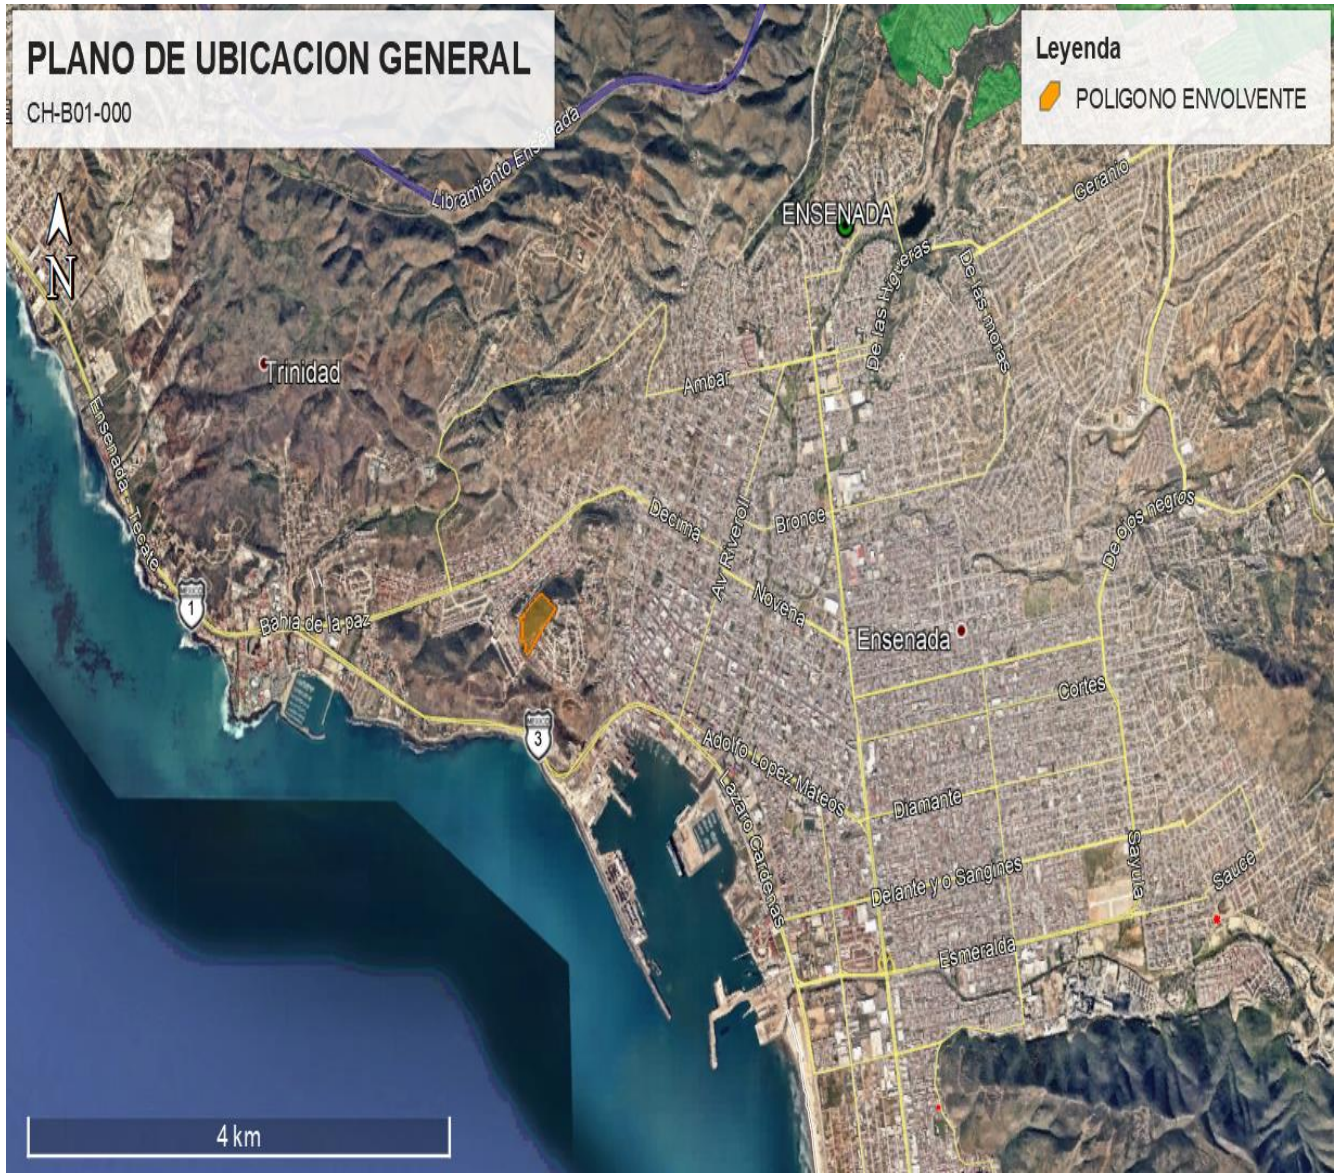 PLANO DE UBICACION GENERAL
CH-B01-000
Leyenda
POLIGONO ENVOLVENTE
Libramiento Ensenada
Geranio
ENSENADA
N
De las Higueras
De las moras
Trinidad
Ambar
Ensenada - Tecate
Decima
Av Riveroll
Bronce
De ojos negros
MEXICO
1
Bahia de la paz
Novena
Ensenada
Cortes
MEXICO
3
Adolfo Lopez Mateos
Lazaro Cardenas
Diamante
Delante y o Sangines
Sayula
Sauce
Esmeralda
4 km